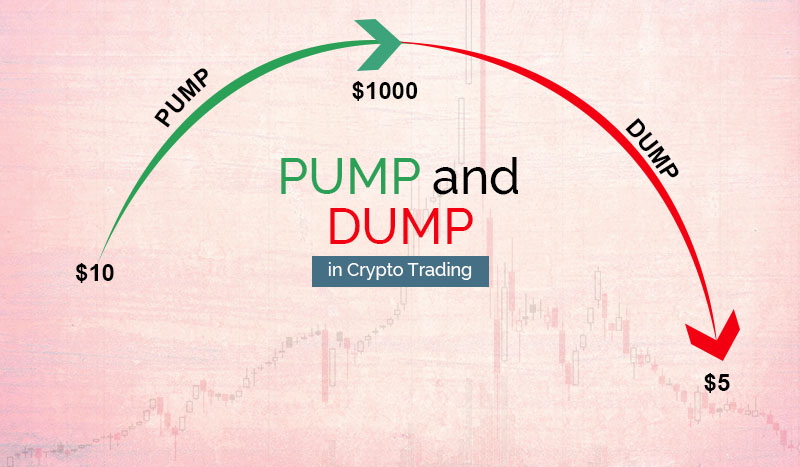 PUMP
$1000
DUMP
PUMP and
DUMP
in Crypto Trading
$10
$5